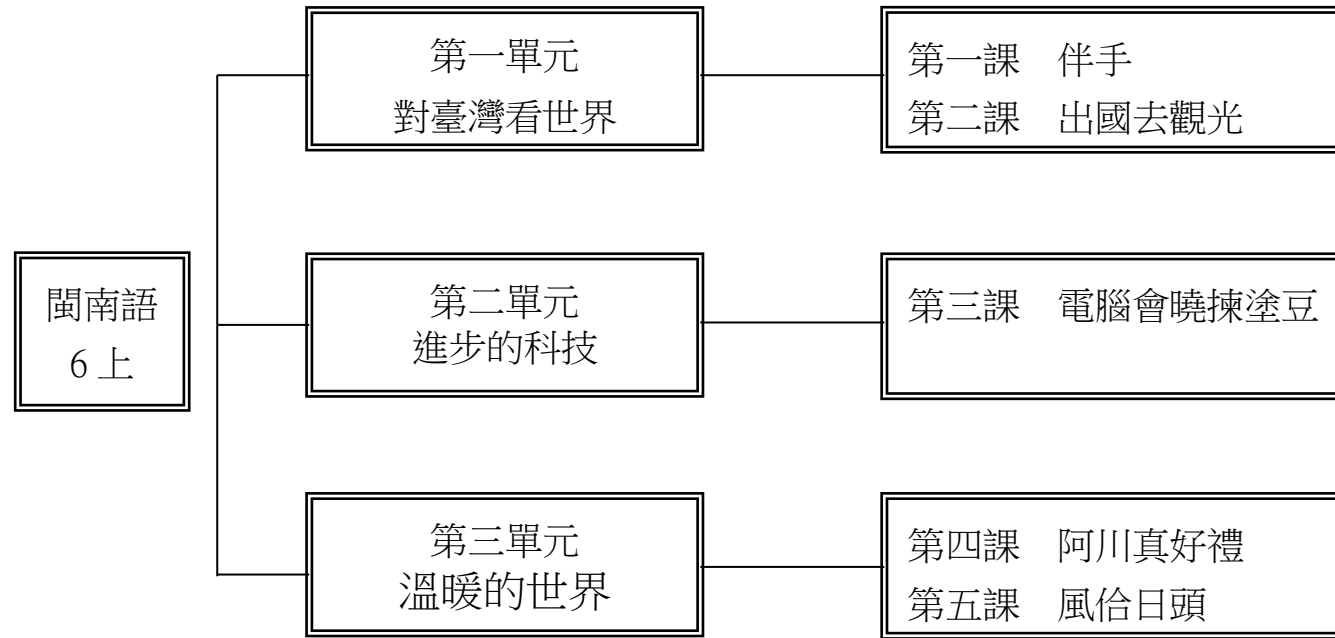 閩南語
6 上
第一單元
對臺灣看世界
第一課　伴手
第二課　出國去觀光
第二單元
進步的科技
第三課　電腦會曉揀塗豆
第三單元
溫暖的世界
第四課　阿川真好禮
第五課　風佮日頭